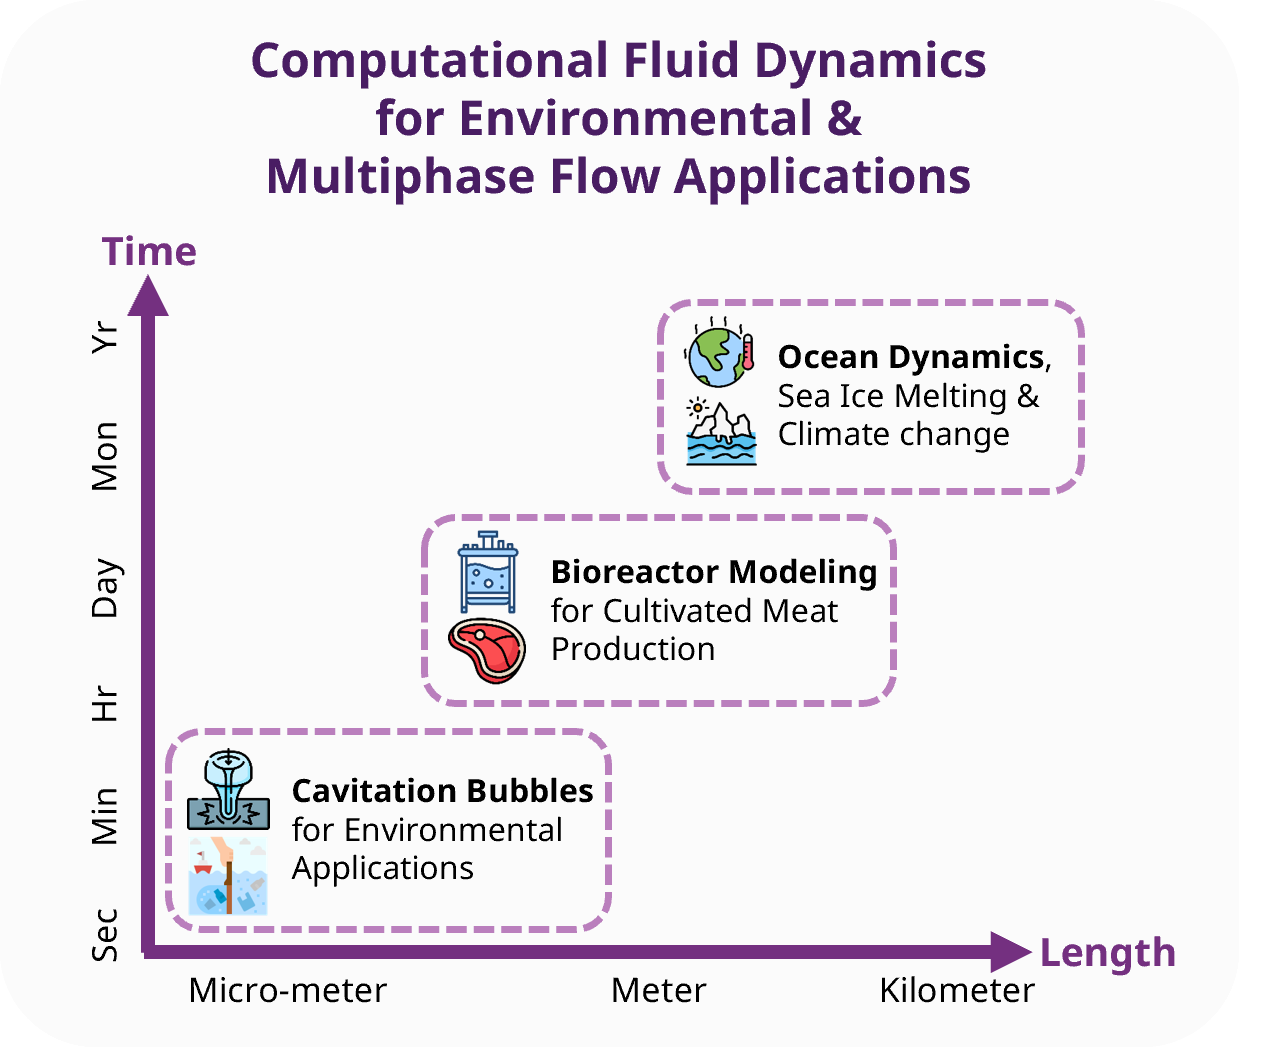 Computational Fluid Dynamics
for Environmental &
Multiphase Flow Applications
Time
Yr
Mon
Day
Hr
Min
Sec
Ocean Dynamics,
Sea Ice Melting &
Climate change
Bioreactor Modeling
for Cultivated Meat
Production
Cavitation Bubbles
for Environmental
Applications
Length
Micro-meter
Meter
Kilometer